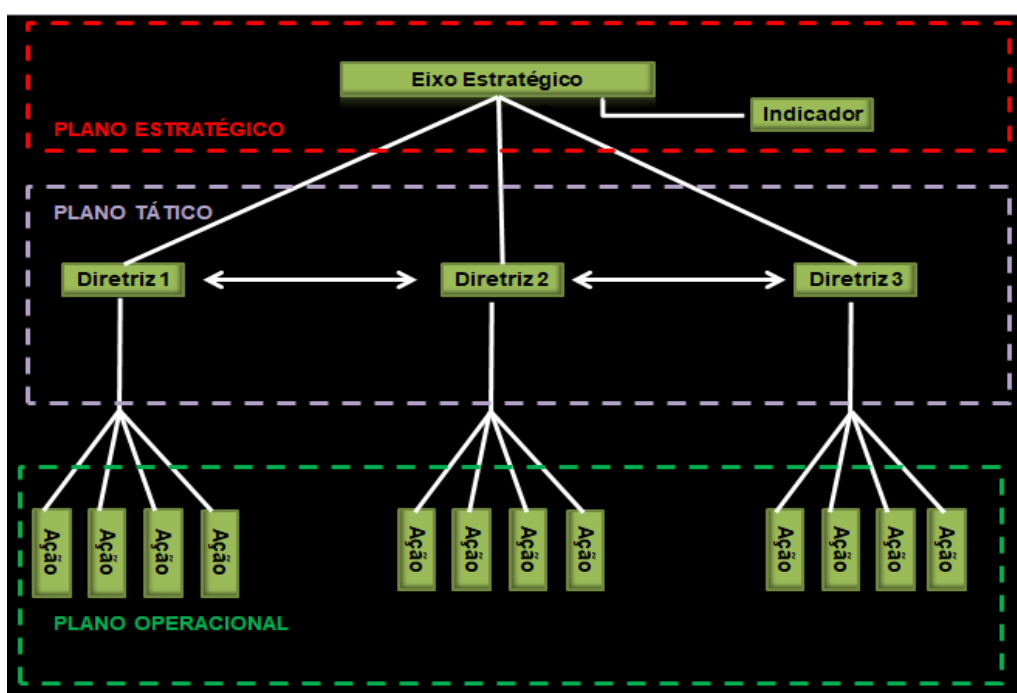 Eixo Estratégico
Indicador
PLANO ESTRATÉGICO
PLANO TÁTICO
Diretriz 1
Diretriz 2
Diretriz 3
Ação
Ação
Ação
Ação
Ação
Ação
Ação
Ação
Ação
Ação
Ação
Ação
PLANO OPERACIONAL